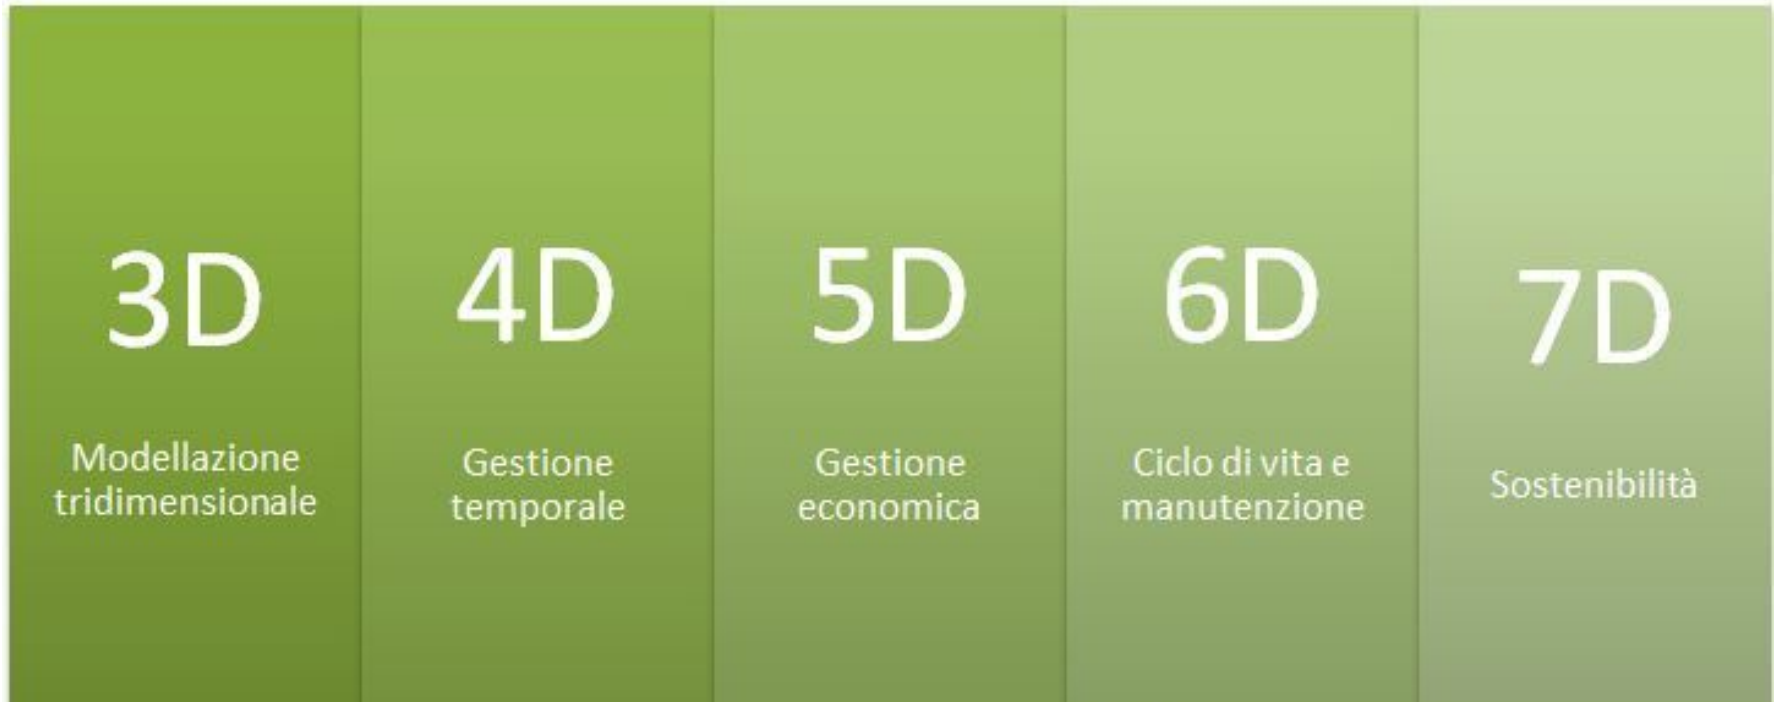 3D
Modellazione
tridimensionale
4D
Gestione
temporale
5D
Gestione
economica
6D
Ciclo di vita e
manutenzione
7D
Sostenibilità